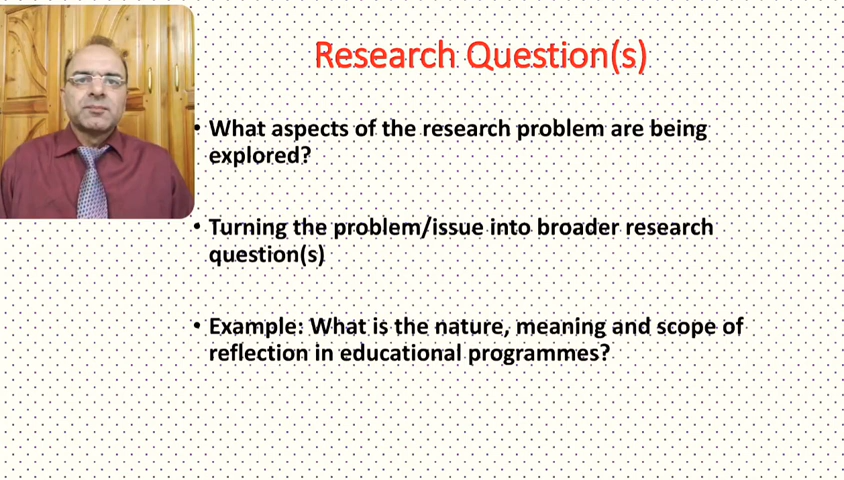 Research Question(s)
• What aspects of the research problem are being
explored?
• Turning the problem/issue into broader research
question(s)
• Example: What is the nature, meaning and scope of
reflection in educational programmes?